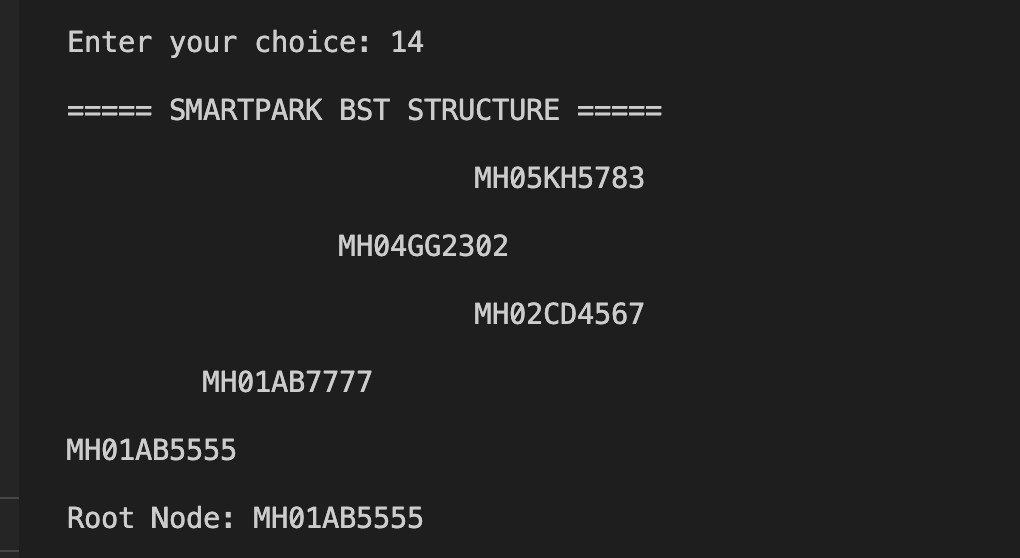 Enter your choice: 14
===== SMARTPARK BST STRUCTURE =====
MH05KH5783
MH04GG2302
MH02CD4567
MH01AB7777
MH01AB5555
Root Node: MH01AB5555